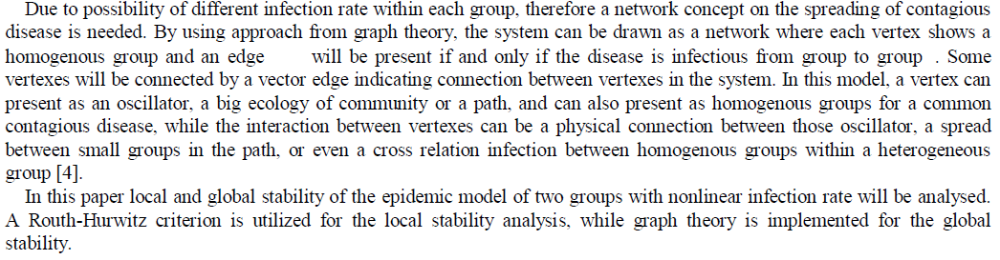 Due to possibility of different infection rate within each group, therefore a network concept on the spreading of contagious
disease is needed. By using approach from graph theory, the system can be drawn as a network where each vertex shows a
homogenous group and an edge will be present if and only if the disease is infectious from group to group . Some
vertexes will be connected by a vector edge indicating connection between vertexes in the system. In this model, a vertex can
present as an oscillator, a big ecology of community or a path, and can also present as homogenous groups for a common
contagious disease, while the interaction between vertexes can be a physical connection between those oscillator, a spread
between small groups in the path, or even a cross relation infection between homogenous groups within a heterogeneous
group [4].
In this paper local and global stability of the epidemic model of two groups with nonlinear infection rate will be analysed.
A Routh-Hurwitz criterion is utilized for the local stability analysis, while graph theory is implemented for the global
stability.